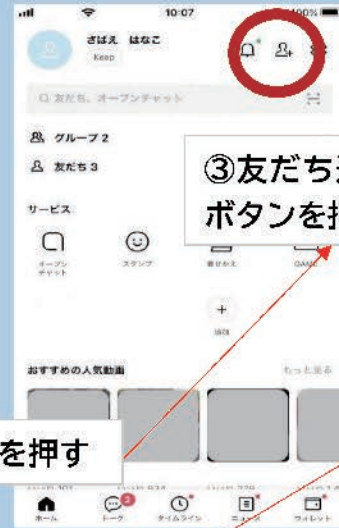 10:07
100%
さばえ はなこ
Keep
友だち、オープンチャット
グループ 2
友だち 3
③友だち
ボタンを
サービス
オープン
チャット
スタンプ
着せかえ
GAME
追加
おすすめの人気動画
もっと見る
を押す
ホーム
トーク
タイムライン
ニュース
ウォレット